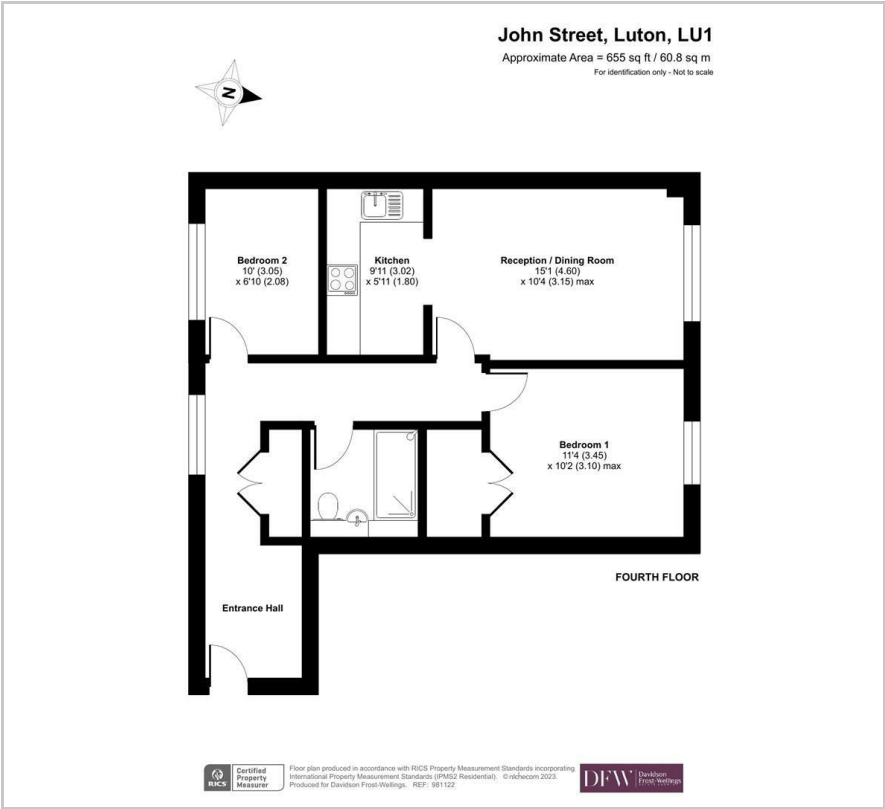 John Street, Luton, LU1
Approximate Area = 655 sq ft / 60.8 sq m
For identification only - Not to scale
N
Bedroom 2
10' (3.05)
x 6'10 (2.08)
Kitchen
9'11 (3.02)
x 5'11 (1.80)
Reception / Dining Room
15'1 (4.60)
x 10'4 (3.15) max
Bedroom 1
11'4 (3.45)
x 10'2 (3.10) max
FOURTH FLOOR
Entrance Hall
RICS
Certified
Property
Measurer
Floor plan produced in accordance with RICS Property Measurement Standards incorporating
International Property Measurement Standards (IPMS2 Residential). © nichecom 2023.
Produced for Davidson Frost-Wellings. REF: 981122
DFW
Davidson
Frost-Wellings